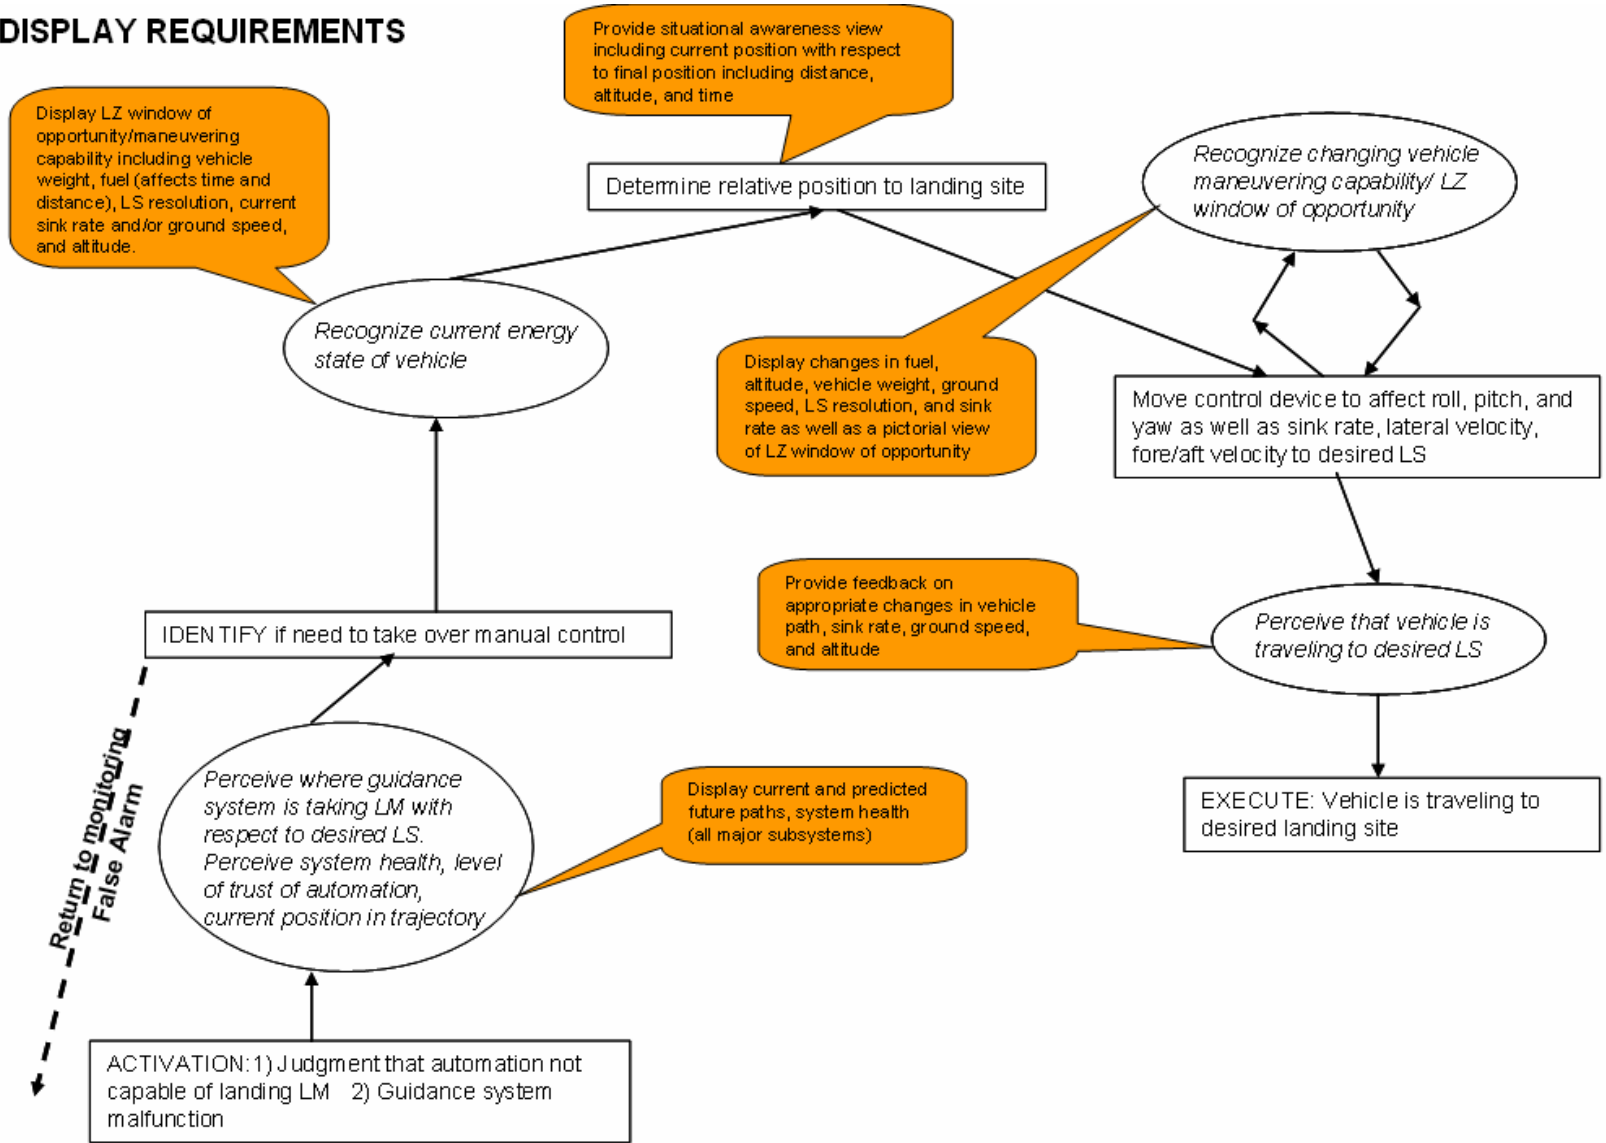 DISPLAY REQUIREMENTS
Provide situational awareness view
including current position with respect
to final position including distance,
altitude, and time
Display LZ window of
opportunity/maneuvering
capability including vehicle
weight, fuel (affects time and
distance), LS resolution, current
sink rate and/or ground speed,
and altitude.
Determine relative position to landing site
Recognize changing vehicle
maneuvering capability/ LZ
window of opportunity
Recognize current energy
state of vehicle
Display changes in fuel,
altitude, vehicle weight, ground
speed, LS resolution, and sink
rate as well as a pictorial view
of LZ window of opportunity
Move control device to affect roll, pitch, and
yaw as well as sink rate, lateral velocity,
fore/aft velocity to desired LS
Provide feedback on
appropriate changes in vehicle
path, sink rate, ground speed,
and altitude
Perceive that vehicle is
traveling to desired LS
IDENTIFY if need to take over manual control
Return to monitoring
False Alarm
Perceive where guidance
system is taking LM with
respect to desired LS.
Perceive system health, level
of trust of automation,
current position in trajectory
Display current and predicted
future paths, system health
(all major subsystems)
EXECUTE: Vehicle is traveling to
desired landing site
ACTIVATION:1) Judgment that automation not
capable of landing LM 2) Guidance system
malfunction